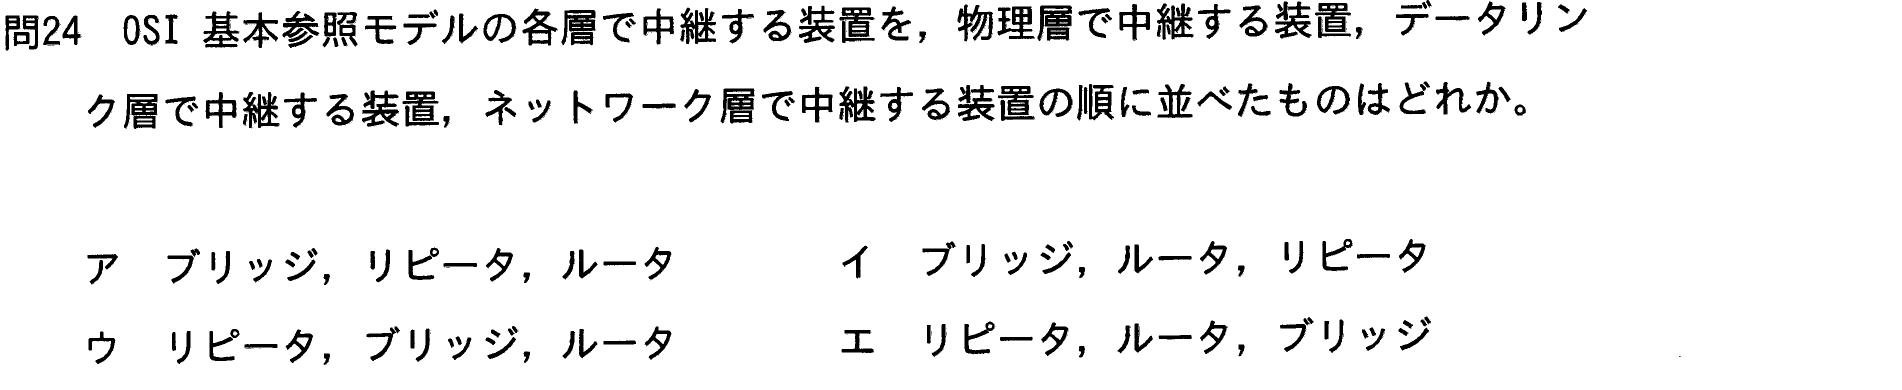 問24 OSI 基本参照モデルの各層で中継する装置を，物理層で中継する装置，データリン
ク層で中継する装置，ネットワーク層で中継する装置の順に並べたものはどれか。
ア ブリッジ，リピータ，ルータ イ ブリッジ，ルータ，リピータ
ウ リピータ，ブリッジ，ルータ エ リピータ，ルータ，ブリッジ